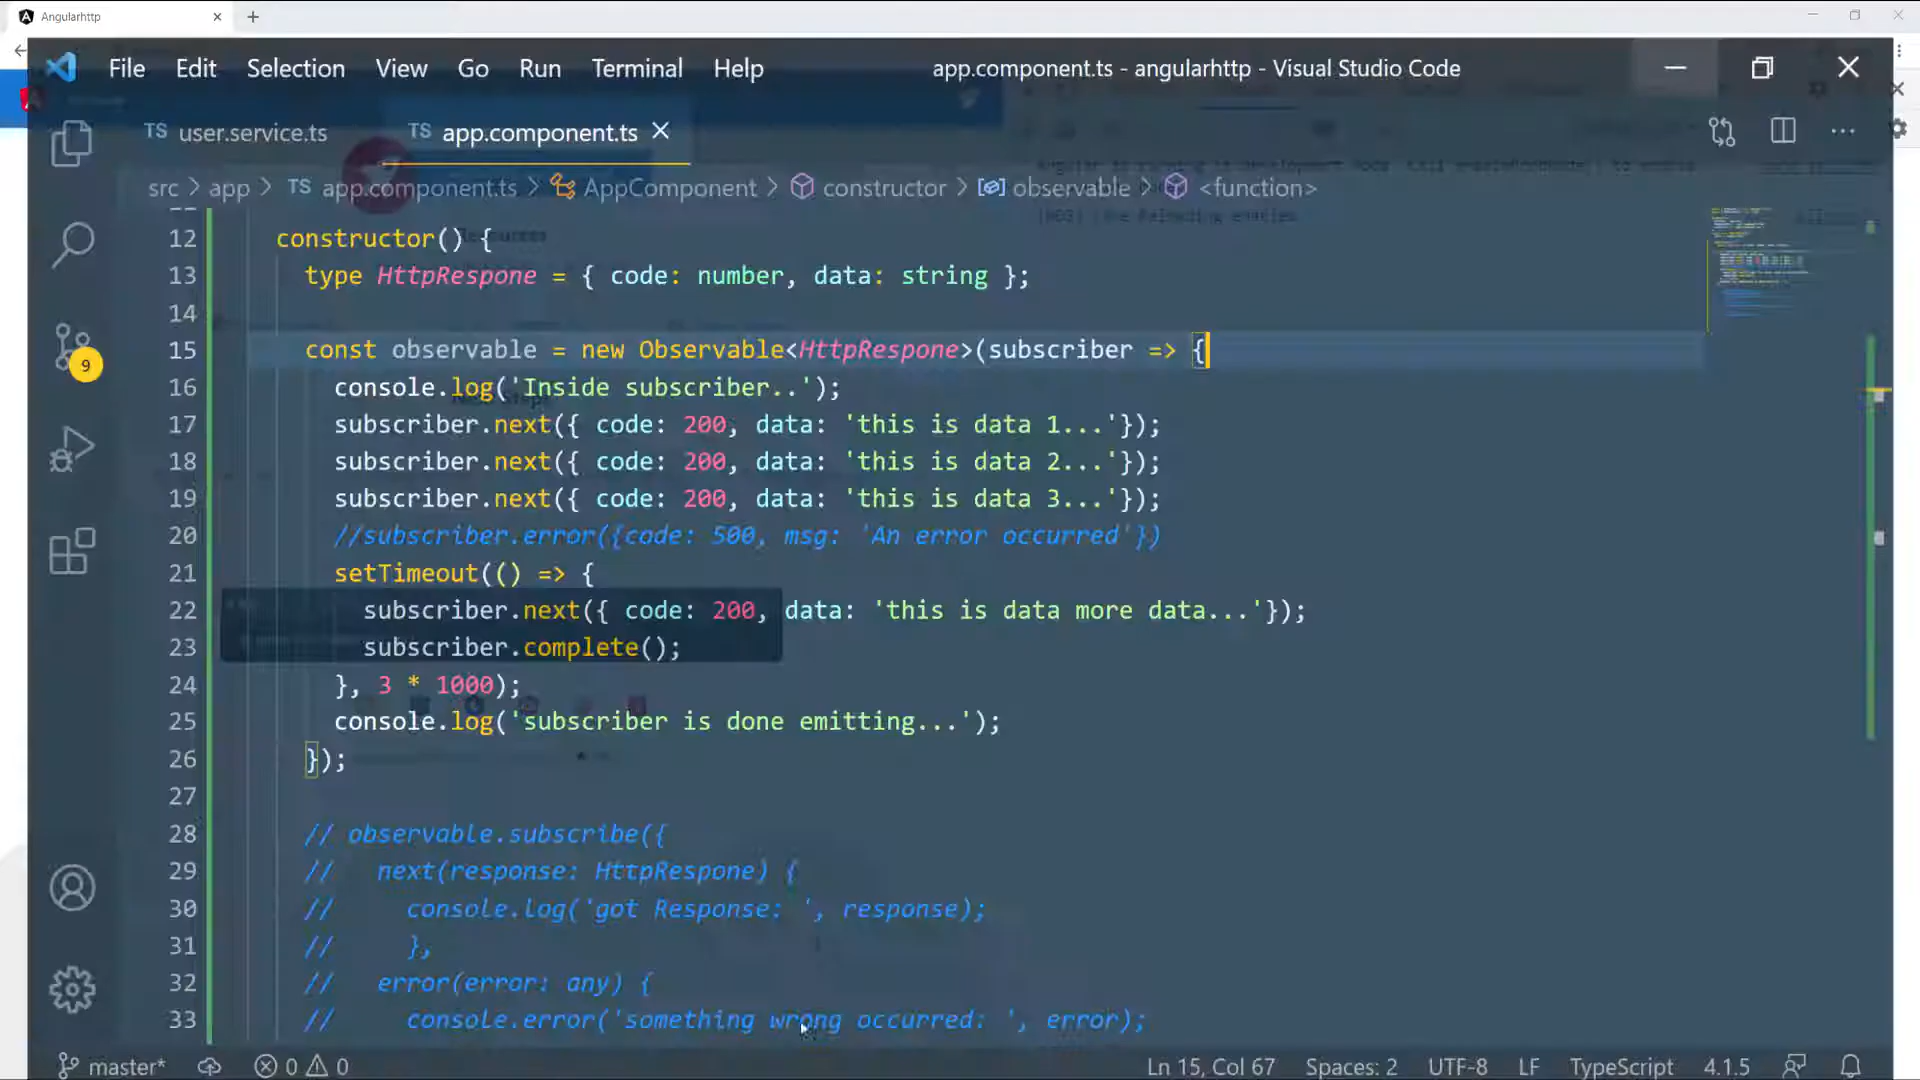 Angularhttp
File Edit Selection View Go Run Terminal Help app.component.ts - angularhttp - Visual Studio Code
TS user.service.ts TS app.component.ts
src > app > TS app.component.ts > AppComponent > constructor > observable > <function>
12 constructor() {
13 type HttpRespone = { code: number, data: string };
14
15 const observable = new Observable<HttpRespone>(subscriber => {
16 console.log('Inside subscriber..');
17 subscriber.next({ code: 200, data: 'this is data 1...'});
18 subscriber.next({ code: 200, data: 'this is data 2...'});
19 subscriber.next({ code: 200, data: 'this is data 3...'});
20 //subscriber.error({code: 500, msg: 'An error occurred'})
21 setTimeout(() => {
22 subscriber.next({ code: 200, data: 'this is data more data...'});
23 subscriber.complete();
24 }, 3 * 1000);
25 console.log('subscriber is done emitting...');
26 });
27
28 // observable.subscribe({
29 // next(response: HttpRespone) {
30 // console.log('got Response: ', response);
31 // },
32 // error(error: any) {
33 // console.error('something wrong occurred: ', error);
9
master* 0 0 Ln 15, Col 67 Spaces: 2 UTF-8 LF TypeScript 4.1.5